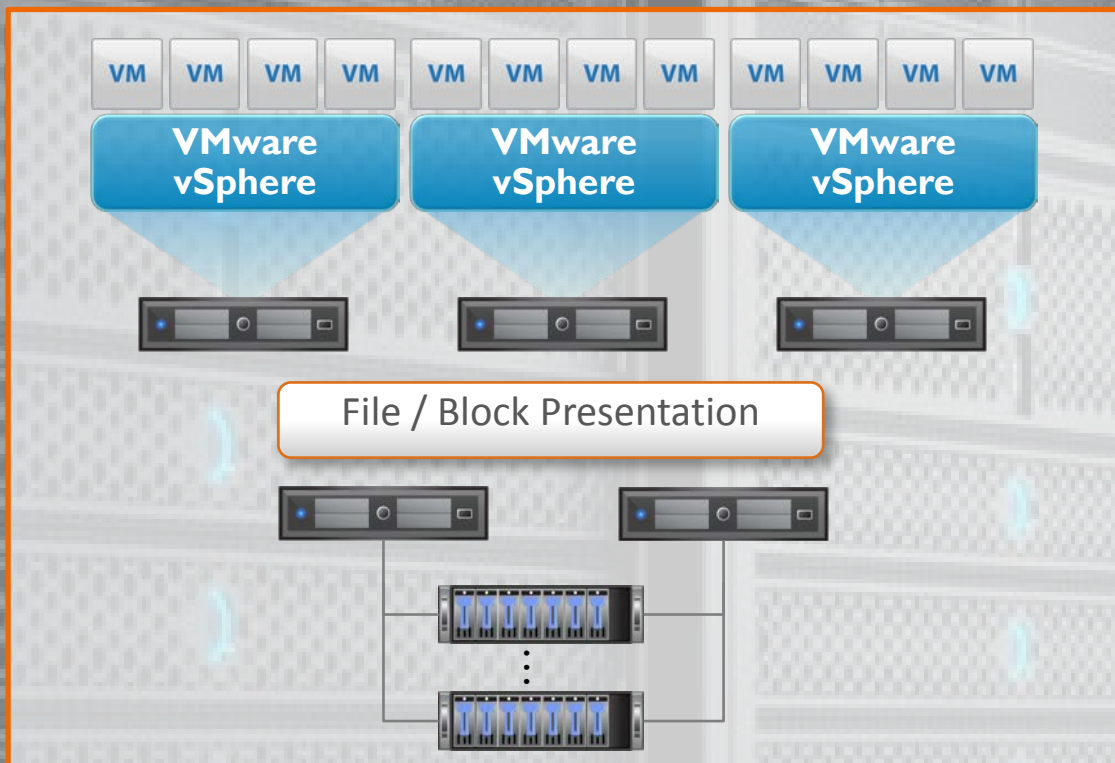 VM VM VM VM VM VM VM VM VM VM VM VM
VMware VMware VMware
vSphere vSphere vSphere
File / Block Presentation